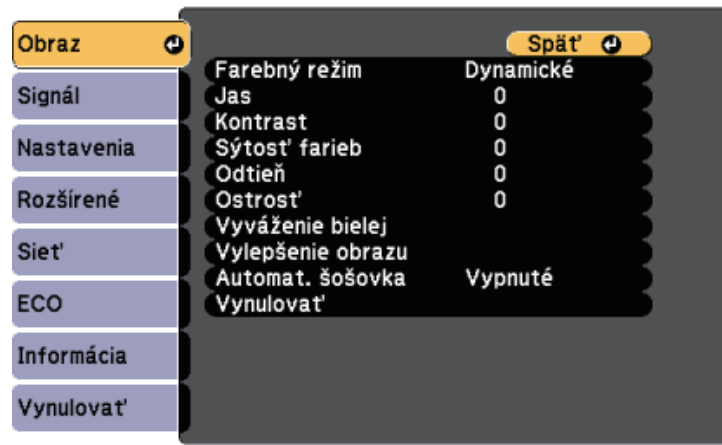 Obraz
Signál
Nastavenia
Rozšírené
Sieť
ECO
Informácia
Vynulovať
Späť
Farebný režim Dynamické
Jas 0
Kontrast 0
Sýtosť farieb 0
Odtieň 0
Ostrosť 0
Vyváženie bielej
Vylepšenie obrazu
Automat. šošovka Vypnuté
Vynulovať